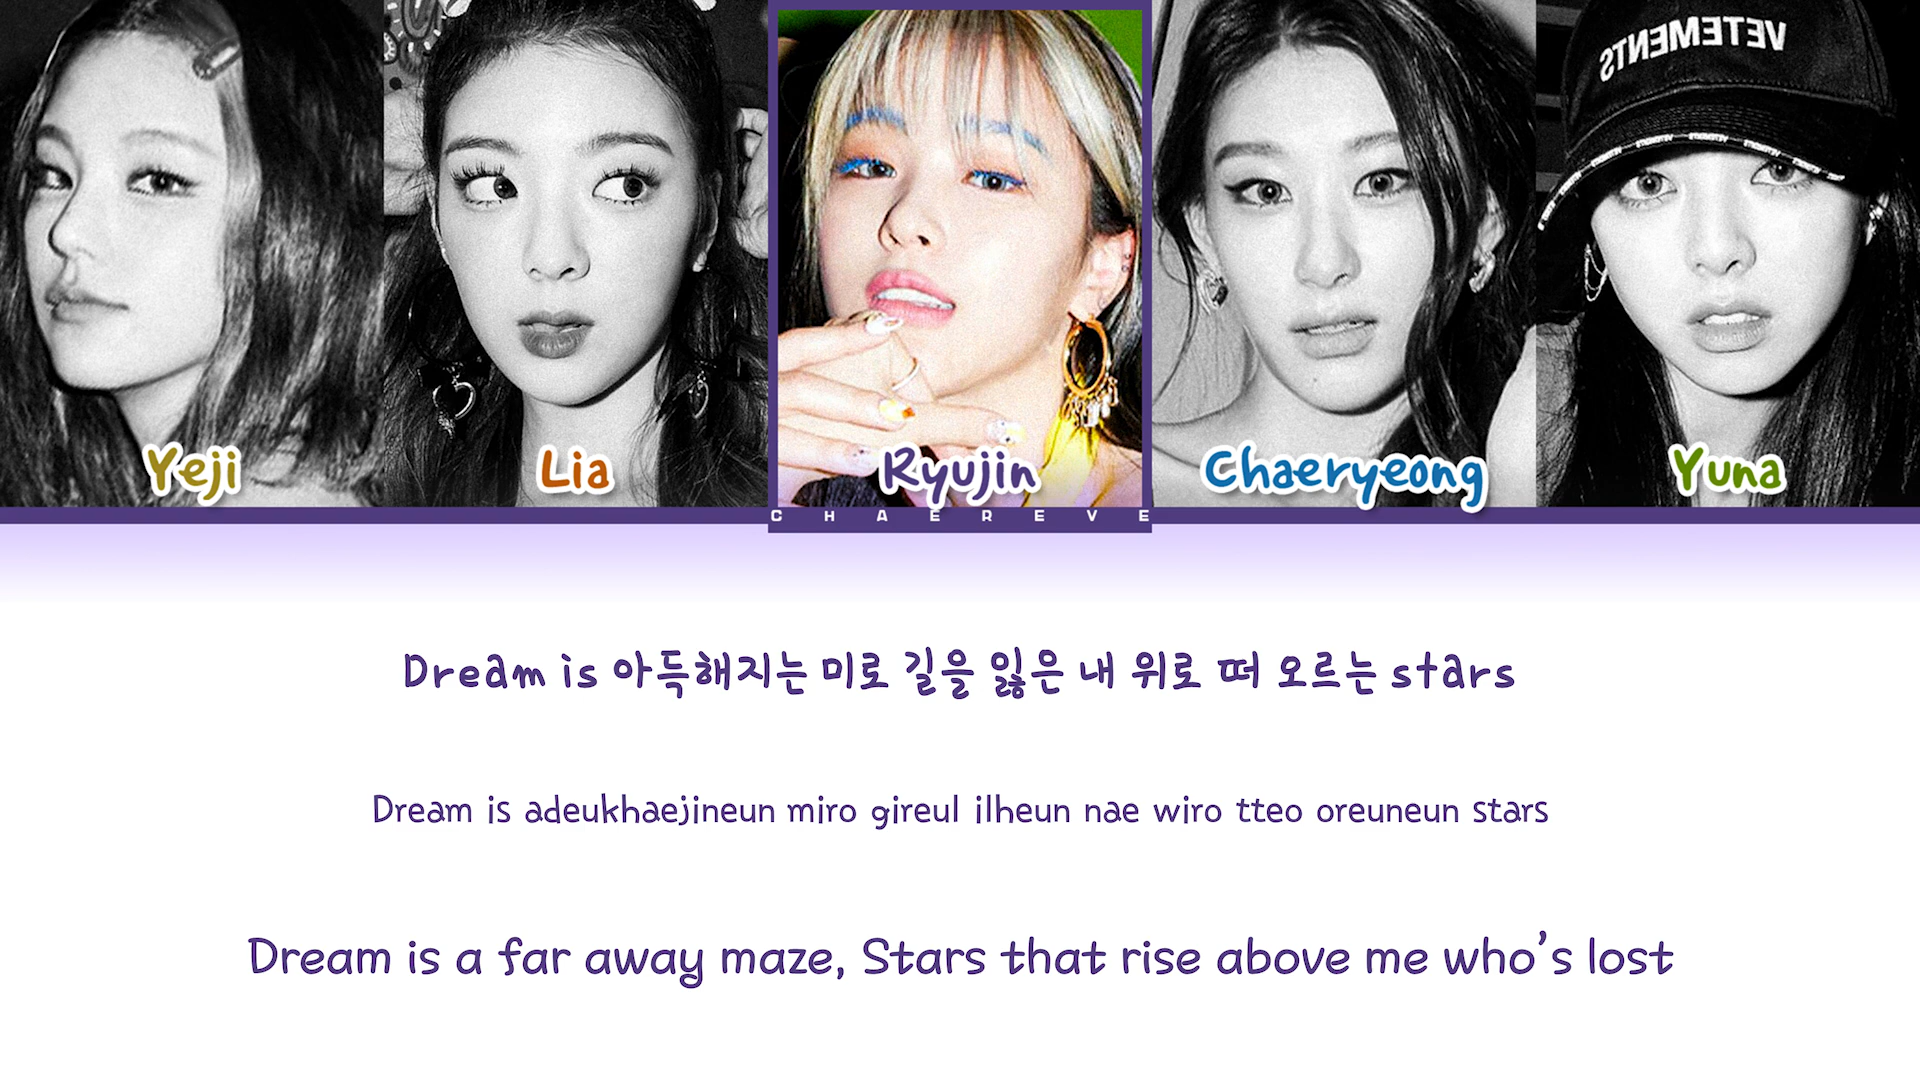 VETEMENTS
Yeji
Lia
Ryujin
Chaeryeong
Yuna
CHAEREVE
Dream is 아득해지는 미로 길을 잃은 내 위로 떠 오르는 stars
Dream is adeukhaejineun miro gireul ilheun nae wiro tteo oreuneun stars
Dream is a far away maze, Stars that rise above me who's lost